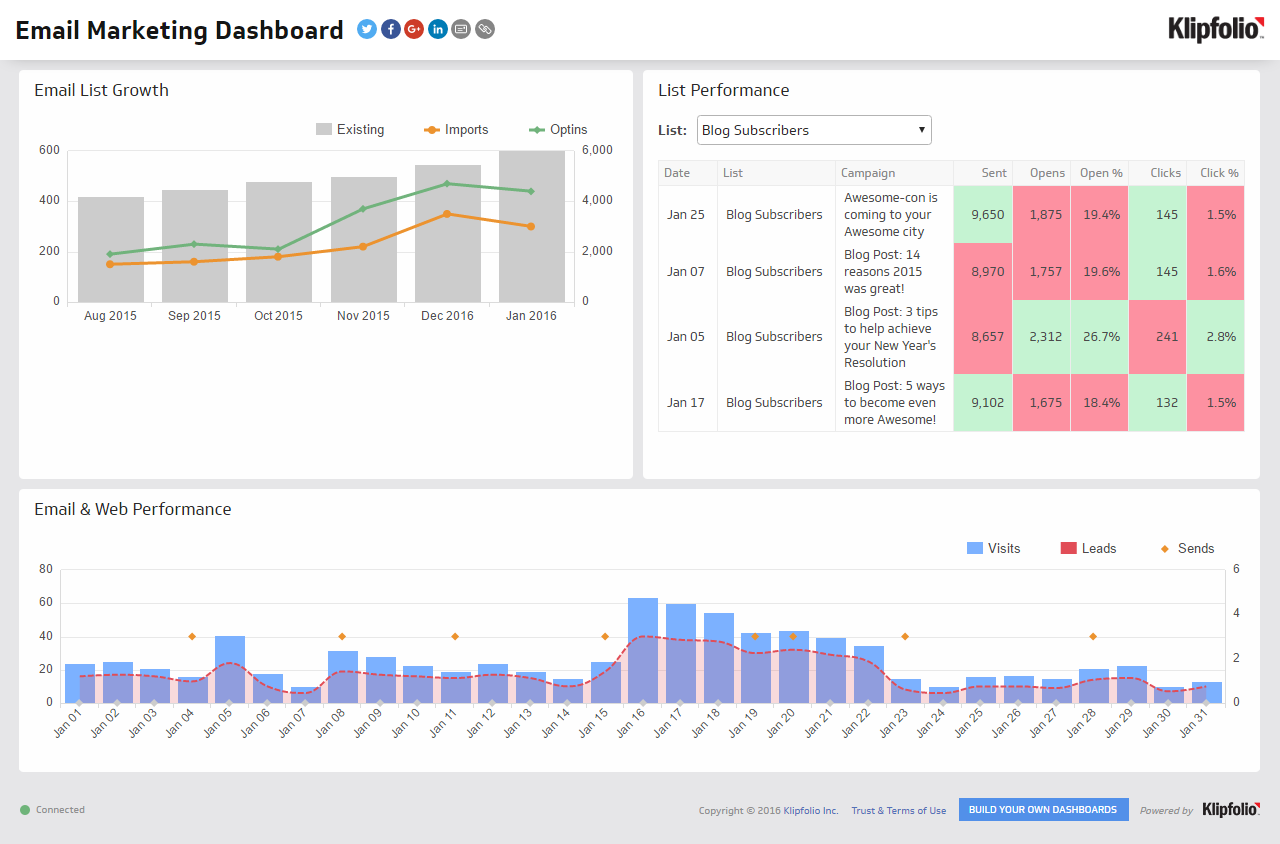 Email Marketing Dashboard
Klipfolio
Email List Growth
Existing Imports Optins
600 6,000
400 4,000
200 2,000
0 0
Aug 2015 Sep 2015 Oct 2015 Nov 2015 Dec 2016 Jan 2016
List Performance
List: Blog Subscribers
Date List Campaign Sent Opens Open % Clicks Click %
Awesome-con is
Jan 25 Blog Subscribers coming to your 9,650 1,875 19.4% 145 1.5%
Awesome city
Blog Post: 14
Jan 07 Blog Subscribers reasons 2015 8,970 1,757 19.6% 145 1.6%
was great!
Blog Post: 3 tips
to help achieve
Jan 05 Blog Subscribers your New Year's 8,657 2,312 26.7% 241 2.8%
Resolution
Blog Post: 5 ways
Jan 17 Blog Subscribers to become even 9,102 1,675 18.4% 132 1.5%
more Awesome!
Email & Web Performance
Visits Leads Sends
80 6
60 4
40
20 2
0 0
Jan 01 Jan 02 Jan 03 Jan 04 Jan 05 Jan 06 Jan 07 Jan 08 Jan 09 Jan 10 Jan 11 Jan 12 Jan 13 Jan 14 Jan 15 Jan 16 Jan 17 Jan 18 Jan 19 Jan 20 Jan 21 Jan 22 Jan 23 Jan 24 Jan 25 Jan 26 Jan 27 Jan 28 Jan 29 Jan 30 Jan 31
Connected Copyright © 2016 Klipfolio Inc. Trust & Terms of Use BUILD YOUR OWN DASHBOARDS Powered by Klipfolio